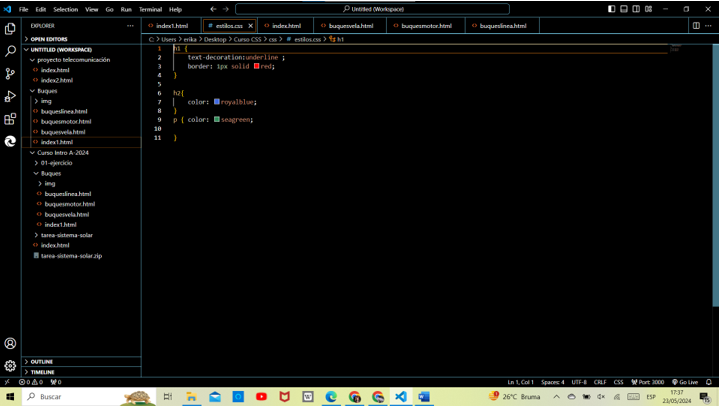 File Edit Selection View Go Run Terminal Help
Untitled (Workspace)
EXPLORER
index1.html
# estilos.css
index.html
buquesvela.html
buquesmotor.html
buqueslinea.html
C: > Users > erika > Desktop > Curso CSS > css > # estilos.css > h1
OPEN EDITORS
UNTITLED (WORKSPACE)
proyecto telecomunicación
index.html
index2.html
Buques
img
buqueslinea.html
buquesmotor.html
buquesvela.html
index1.html
Curso Intro A-2024
01-ejercicio
Buques
img
buqueslinea.html
buquesmotor.html
buquesvela.html
index1.html
tarea-sistema-solar
index.html
tarea-sistema-solar.zip
OUTLINE
TIMELINE
1 h1 {
2 text-decoration:underline ;
3 border: 1px solid red;
4 }
5
6 h2{
7 color: royalblue;
8 }
9 p { color: seagreen;
10
11 }
0 0 0
Ln 1, Col 1 Spaces: 4 UTF-8 CRLF CSS Port: 3000 Go Live
Buscar
26°C Bruma
ESP
17:37
23/05/2024